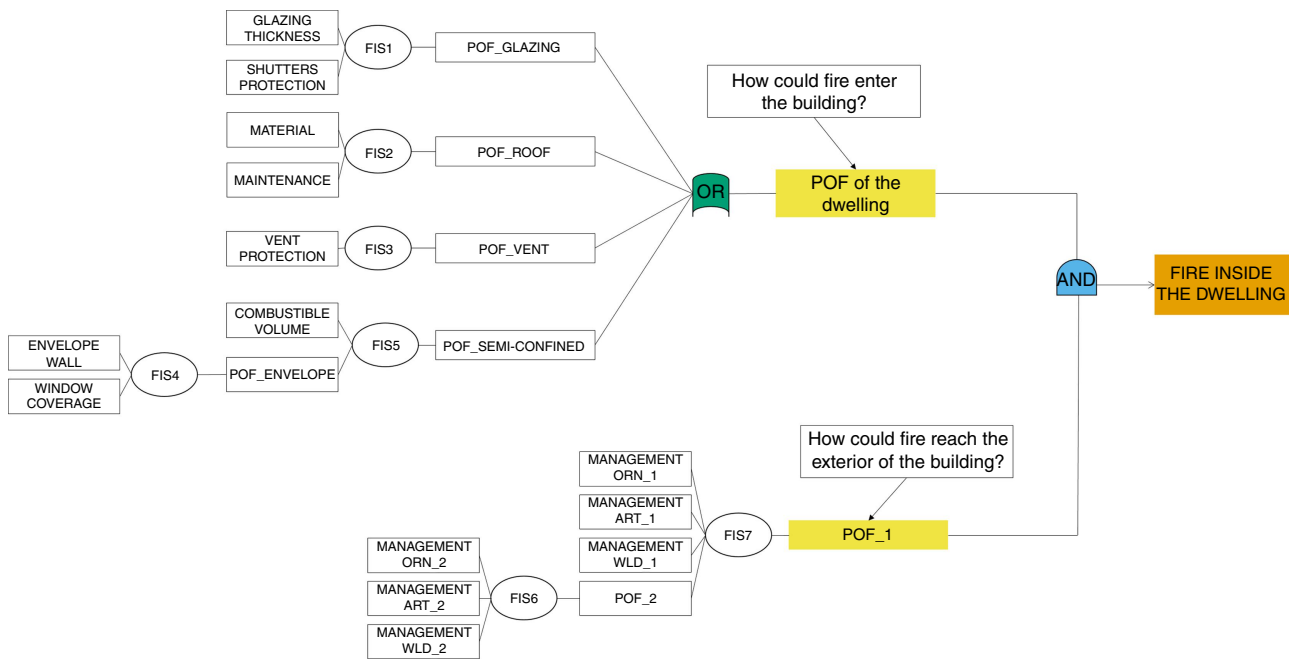 GLAZING
THICKNESS
SHUTTERS
PROTECTION
FIS1
POF_GLAZING
MATERIAL
MAINTENANCE
FIS2
POF_ROOF
VENT
PROTECTION
FIS3
POF_VENT
COMBUSTIBLE
VOLUME
ENVELOPE
WALL
WINDOW
COVERAGE
FIS4
POF_ENVELOPE
FIS5
POF_SEMI-CONFINED
OR
How could fire enter
the building?
POF of the
dwelling
AND
FIRE INSIDE
THE DWELLING
How could fire reach the
exterior of the building?
POF_1
MANAGEMENT
ORN_1
MANAGEMENT
ART_1
MANAGEMENT
WLD_1
POF_2
FIS7
MANAGEMENT
ORN_2
MANAGEMENT
ART_2
MANAGEMENT
WLD_2
FIS6